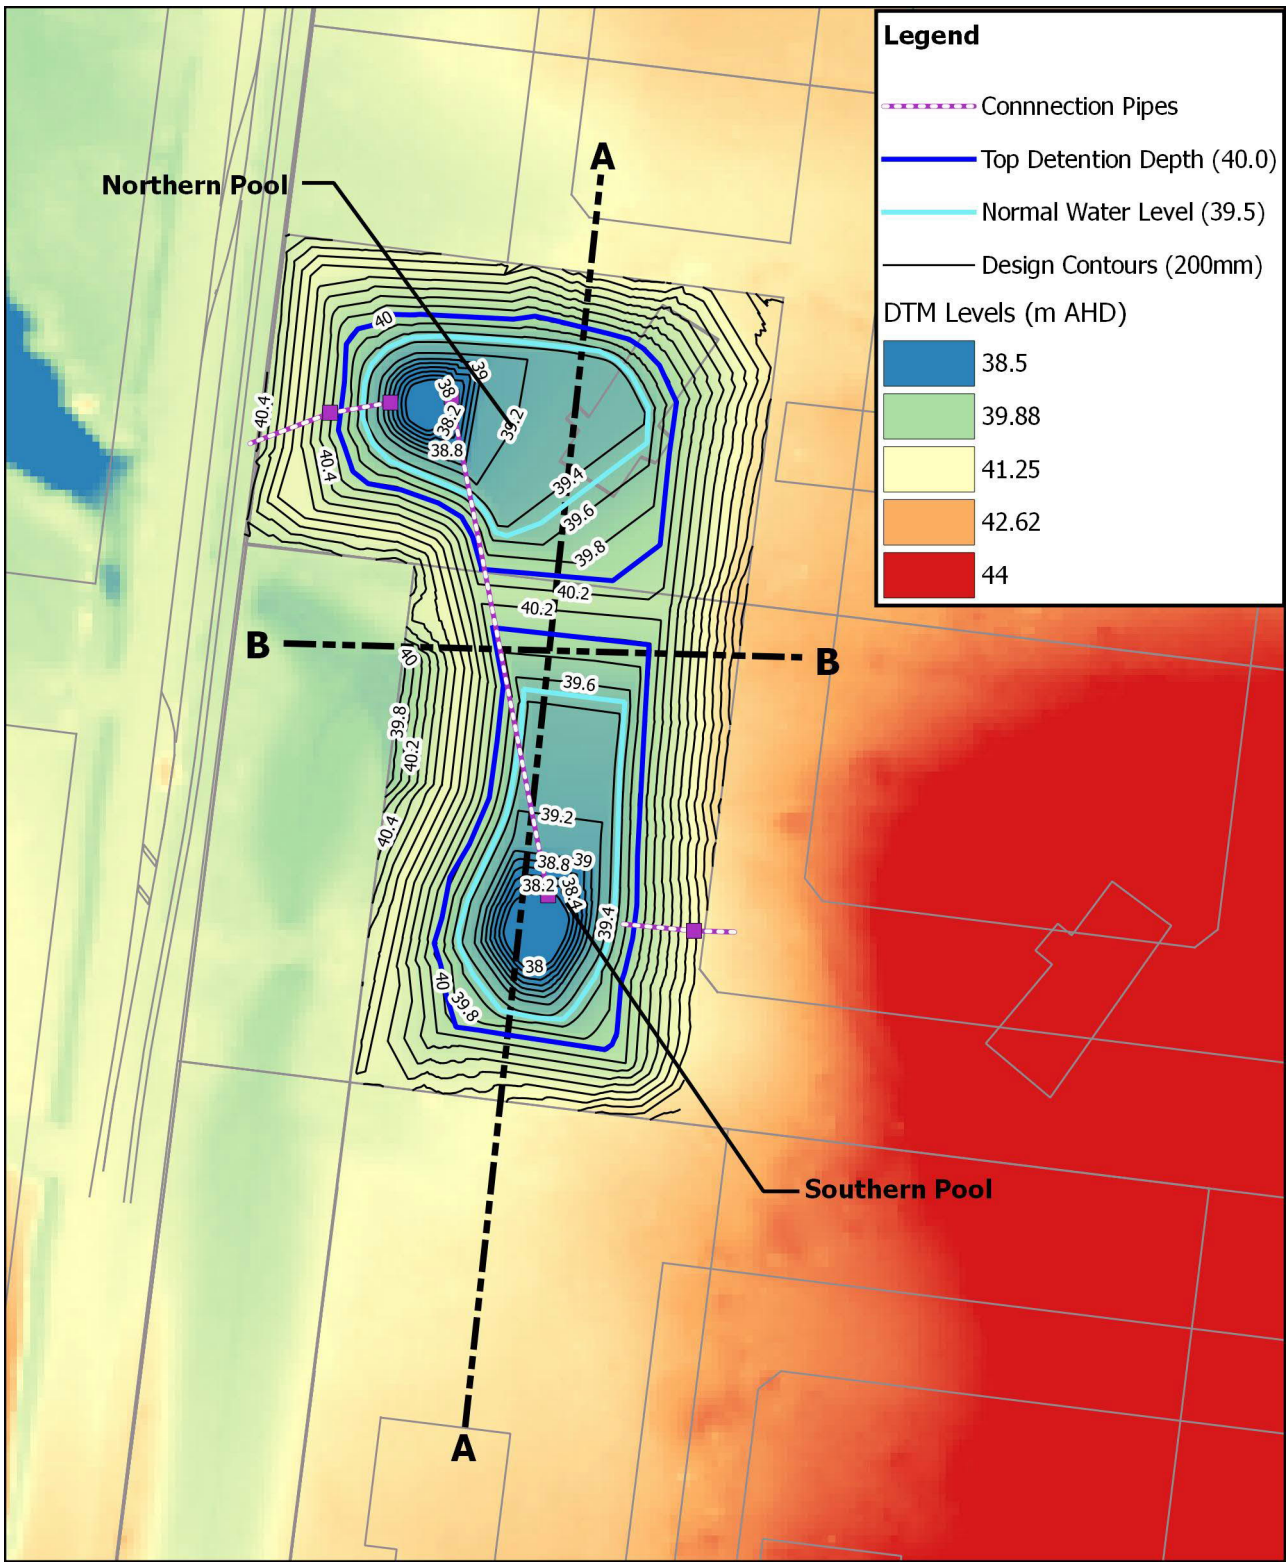 Legend
Connnection Pipes
Top Detention Depth (40.0)
Normal Water Level (39.5)
Design Contours (200mm)
DTM Levels (m AHD)
38.5
39.88
41.25
42.62
44
A
Northern Pool
40
39
38
40.4
38.2
39.2
38.8
40.4
39.4
39.6
39.8
40.2
40.2
B
B
40
39.6
39.8
40.2
39.2
40.4
38.8
39
38.2
38.4
39.4
38
40
39.8
Southern Pool
A